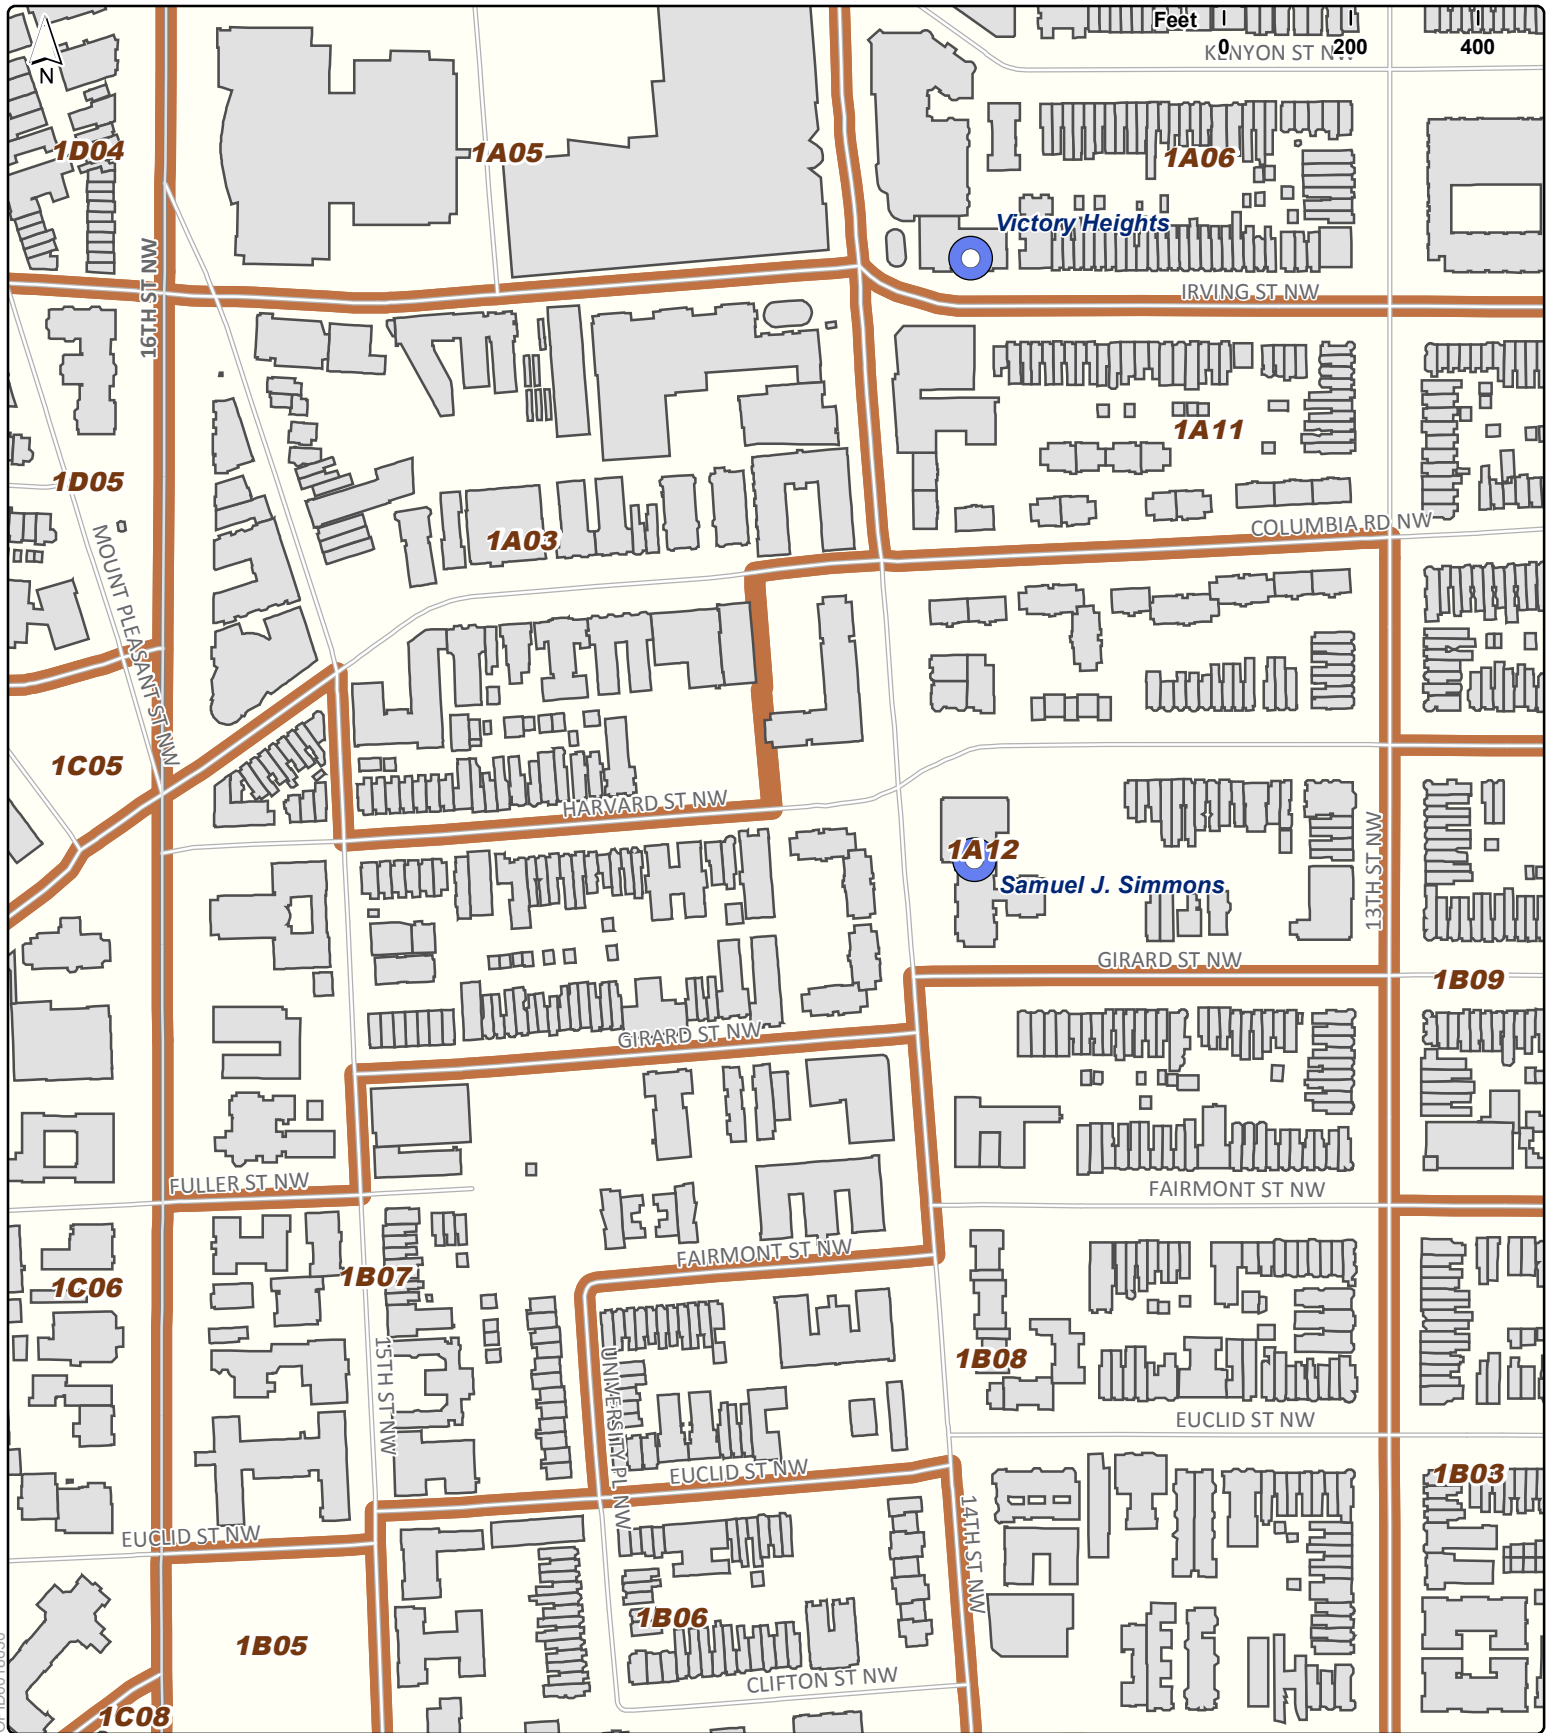 Feet
0 200 400
N
KENYON ST NW
1D04
1A05
1A06
Victory Heights
16TH ST NW
IRVING ST NW
1A11
1D05
1A03
COLUMBIA RD NW
MOUNT PLEASANT ST NW
1C05
HARVARD ST NW
1A12
Samuel J. Simmons
13TH ST NW
GIRARD ST NW
1B09
GIRARD ST NW
FULLER ST NW
FAIRMONT ST NW
FAIRMONT ST NW
1C06
1B07
15TH ST NW
UNIVERSITY PL NW
1B08
EUCLID ST NW
EUCLID ST NW
1B03
14TH ST NW
EUCLID ST NW
1B06
1B05
CLIFTON ST NW
1C08